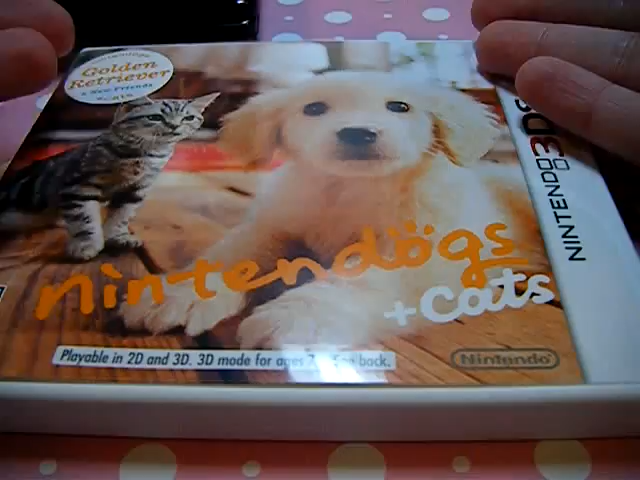 Golden
Retriever
& New Friends
nintendogs
+cats
Playable in 2D and 3D. 3D mode for ages 7 See back.
Nintendo
NINTENDO 3DS